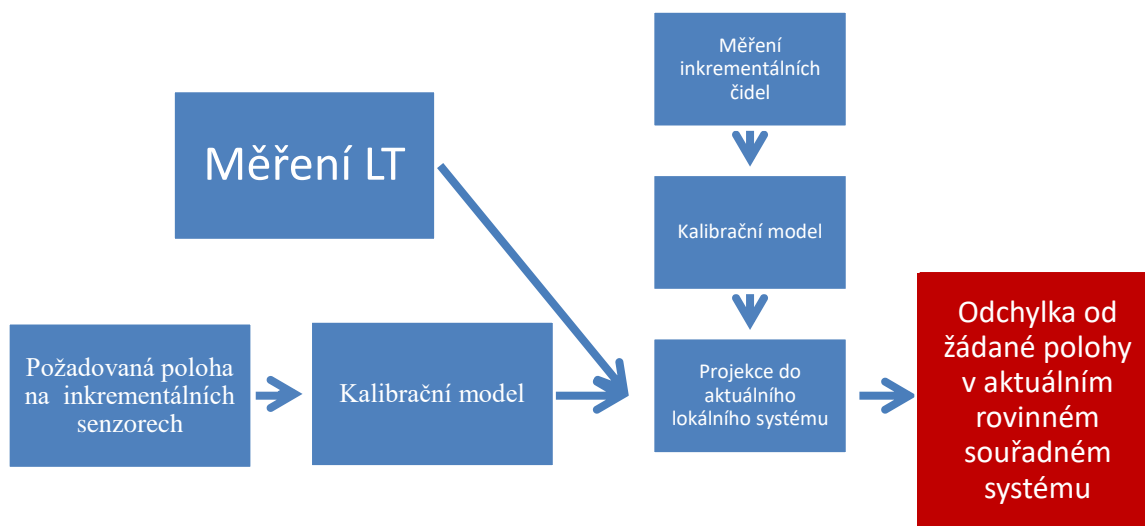 Měření
inkrementálních
čidel
Měření LT
Kalibrační model
Požadovaná poloha
na inkrementálních
senzorech
Kalibrační model
Projekce do
aktuálního
lokálního systému
Odchylka od
žádané polohy
v aktuálním
rovinném
souřadném
systému